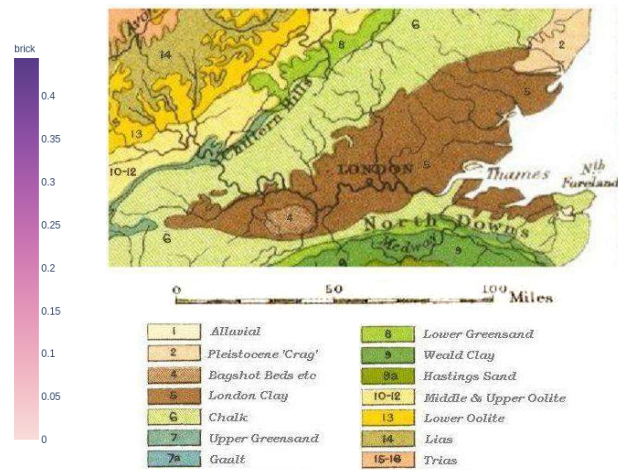 brick
0.4
0.35
0.3
0.25
0.2
0.15
0.1
0.05
0
14
13
10-12
8
6
2
5
Chiltern Hills
LONDON
5
Thames
Nth
Foreland
4
6
North Downs
Medway
9
0 50 100 Miles
1 Alluvial
2 Pleistocene 'Crag'
4 Bagshot Beds etc
5 London Clay
6 Chalk
7 Upper Greensand
7a Gault
8 Lower Greensand
9 Weald Clay
9a Hastings Sand
10-12 Middle & Upper Oolite
13 Lower Oolite
14 Lias
15-16 Trias